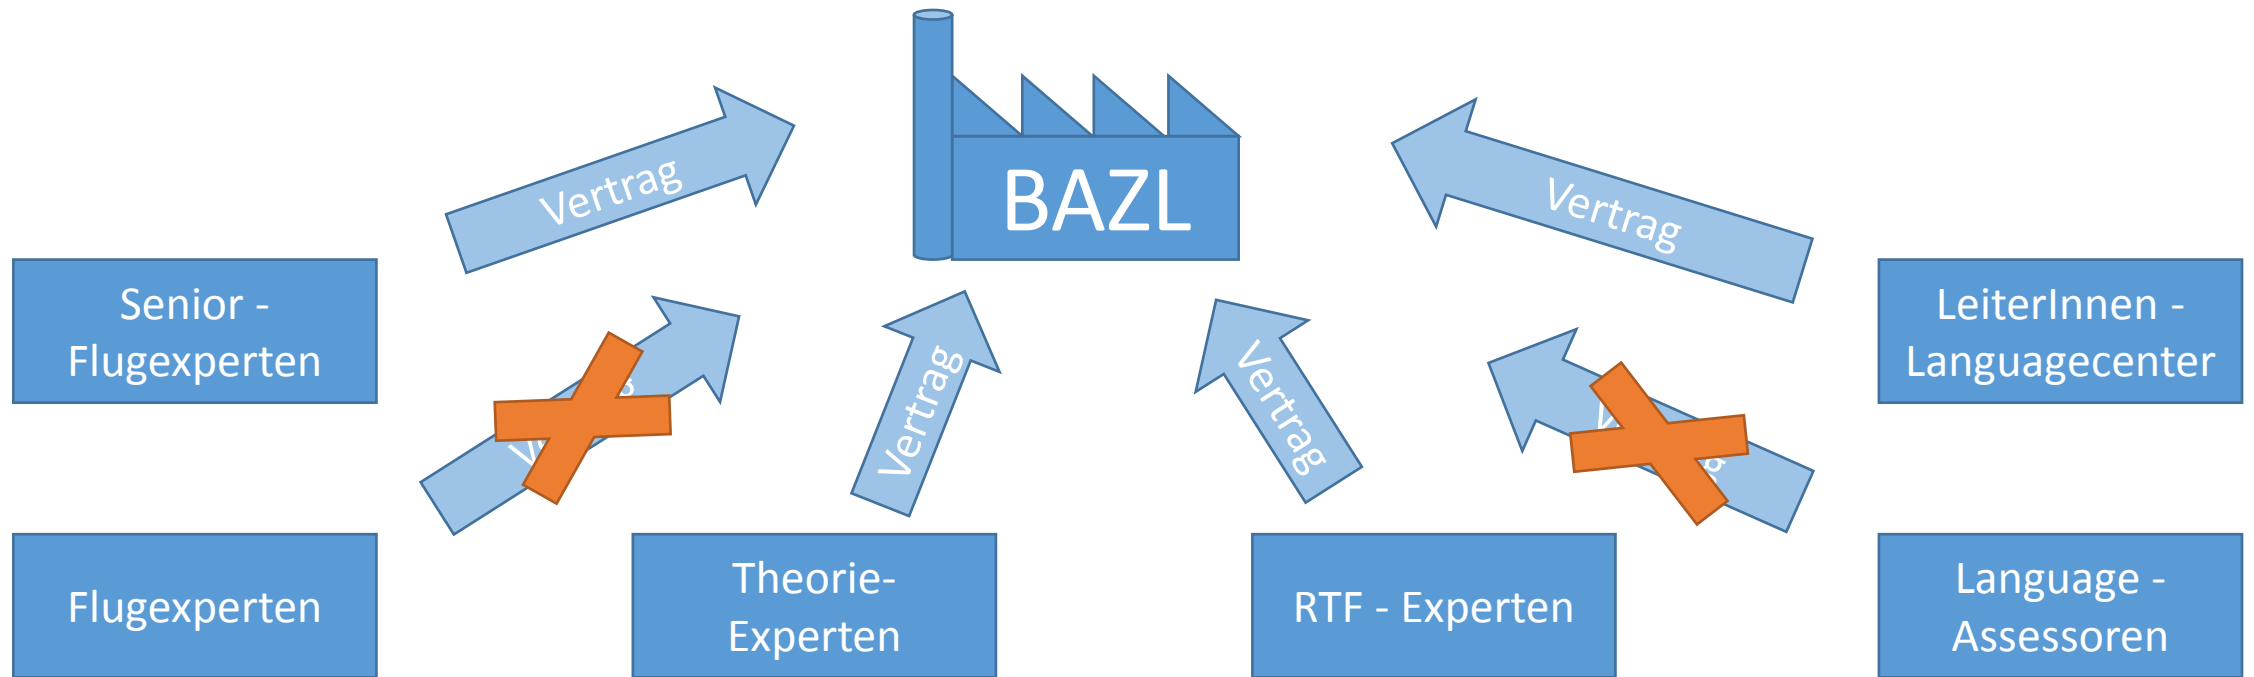 BAZL
Vertrag
Vertrag
Senior -
Flugexperten
LeiterInnen -
Languagecenter
Vertrag
Vertrag
Flugexperten
Theorie-
Experten
RTF - Experten
Language -
Assessoren